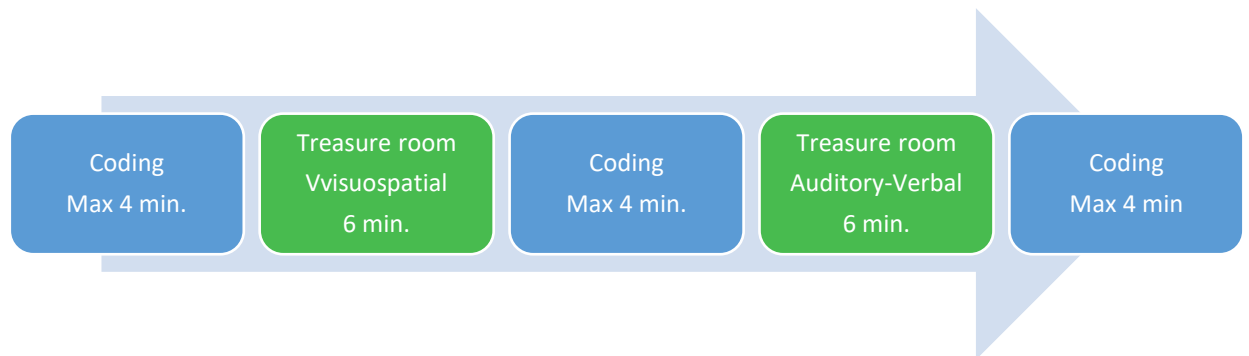 Coding
Max 4 min.
Treasure room
Vvisuospatial
6 min.
Coding
Max 4 min.
Treasure room
Auditory-Verbal
6 min.
Coding
Max 4 min